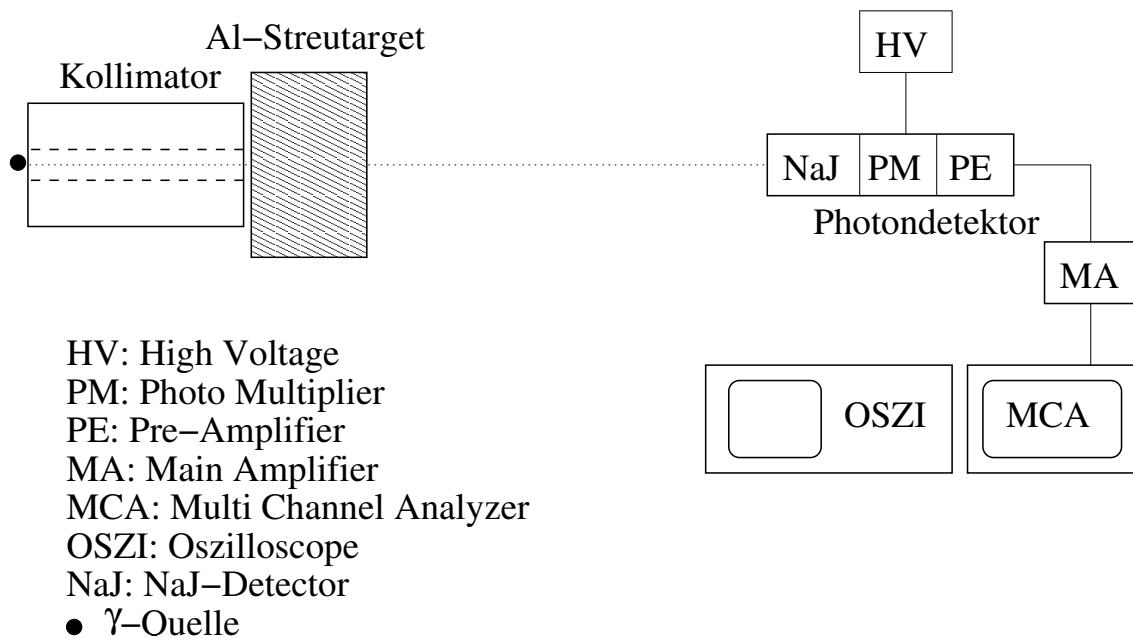 Al−Streutarget
Kollimator
HV
NaJ PM PE
Photondetektor
MA
OSZI
MCA
HV: High Voltage
PM: Photo Multiplier
PE: Pre−Amplifier
MA: Main Amplifier
MCA: Multi Channel Analyzer
OSZI: Oszilloscope
NaJ: NaJ−Detector
γ−Quelle